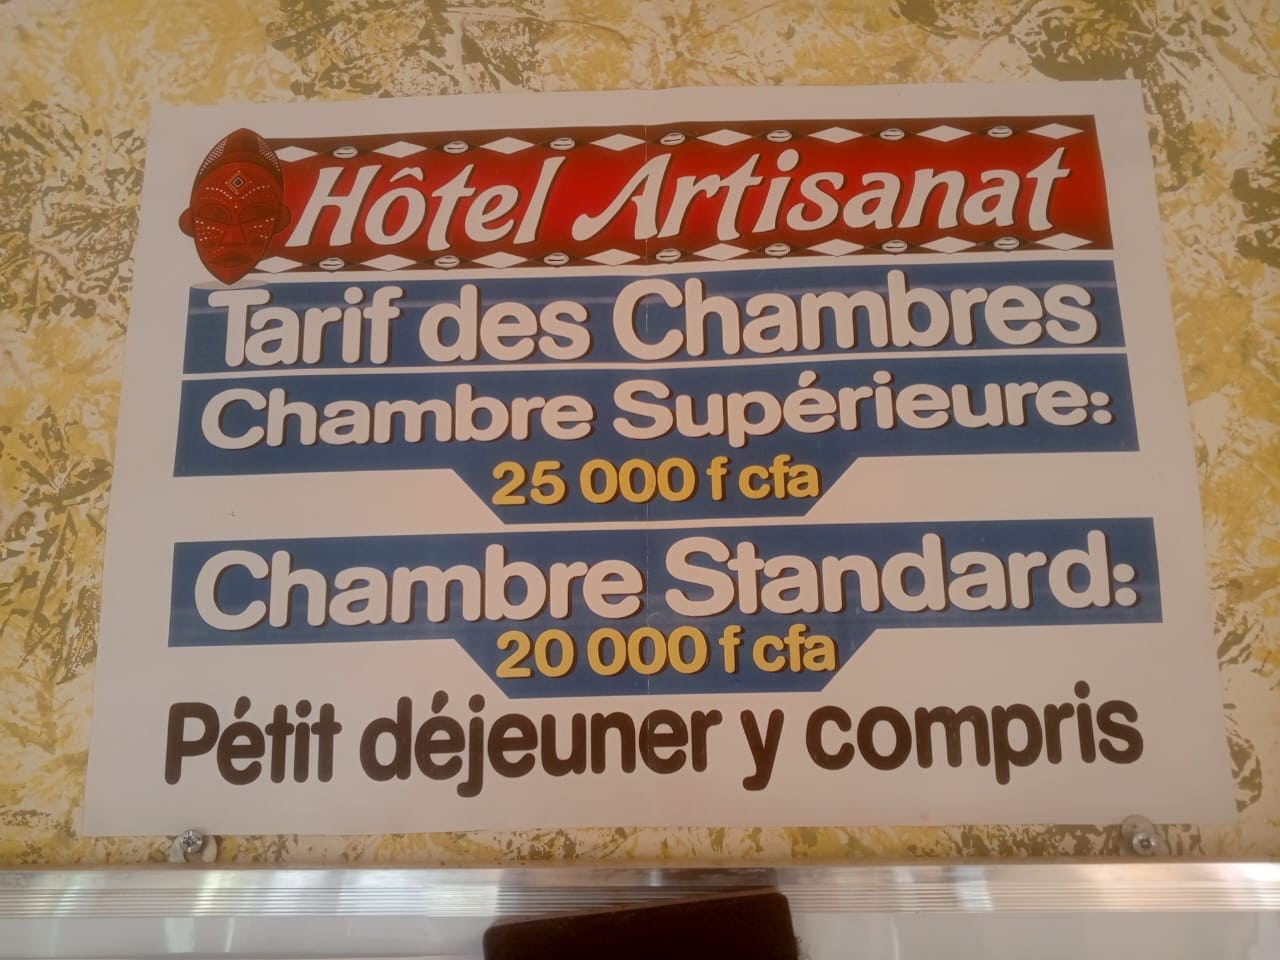 Hôtel Artisanat
Tarif des Chambres
Chambre Supérieure:
25 000 f cfa
Chambre Standard:
20 000 f cfa
Pétit déjeuner y compris